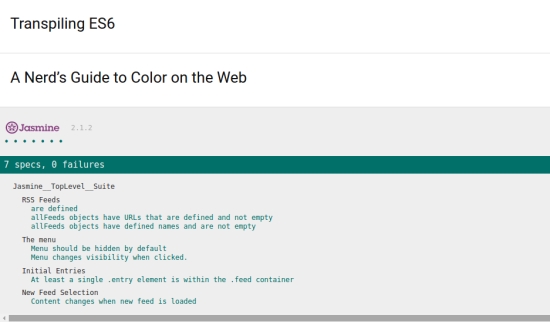 Transpiling ES6
A Nerd’s Guide to Color on the Web
Jasmine 2.1.2
7 specs, 0 failures
Jasmine__TopLevel__Suite
RSS Feeds
are defined
allFeeds objects have URLs that are defined and not empty
allFeeds objects have defined names and are not empty
The menu
Menu should be hidden by default
Menu changes visibility when clicked.
Initial Entries
At least a single .entry element is within the .feed container
New Feed Selection
Content changes when new feed is loaded